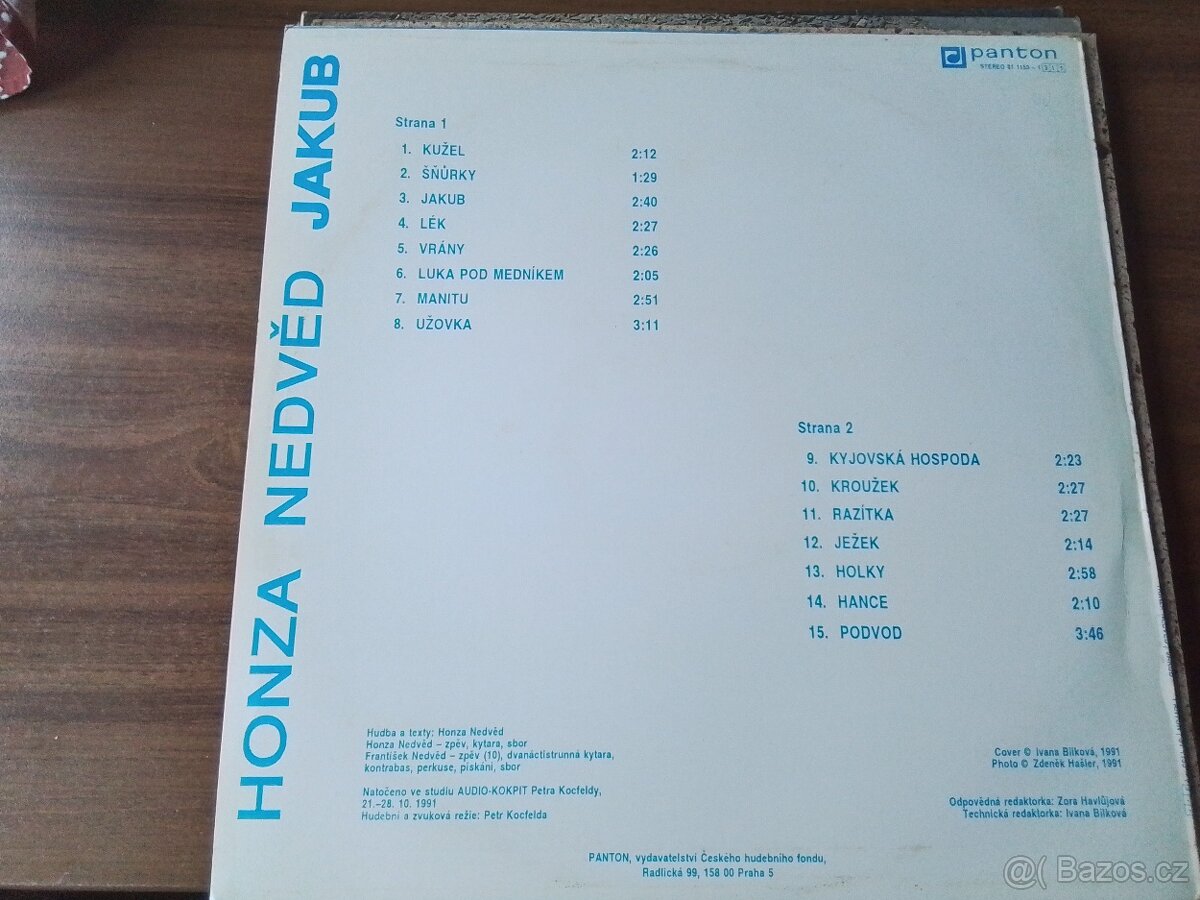 HONZA NEDVĚD JAKUB
panton
STEREO 81 1153 - 1
Strana 1
1. KUŽEL 2:12
2. ŠŇŮRKY 1:29
3. JAKUB 2:40
4. LÉK 2:27
5. VRÁNY 2:26
6. LUKA POD MEDNÍKEM 2:05
7. MANITU 2:51
8. UŽOVKA 3:11
Strana 2
9. KYJOVSKÁ HOSPODA 2:23
10. KROUŽEK 2:27
11. RAZÍTKA 2:27
12. JEŽEK 2:14
13. HOLKY 2:58
14. HANCE 2:10
15. PODVOD 3:46
Hudba a texty: Honza Nedvěd
Honza Nedvěd – zpěv, kytara, sbor
František Nedvěd – zpěv (10), dvanáctistrunná kytara,
kontrabas, perkuse, pískání, sbor
Natočeno ve studiu AUDIO-KOKPIT Petra Kocfeldy,
21.–28. 10. 1991
Hudební a zvuková režie: Petr Kocfelda
Cover © Ivana Bilková, 1991
Photo © Zdeněk Hašler, 1991
Odpovědná redaktorka: Zora Havlůjová
Technická redaktorka: Ivana Bilková
PANTON, vydavatelství Českého hudebního fondu,
Radlická 99, 158 00 Praha 5
@( Bazos.cz